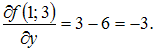 ∂f(1;3)/∂y = 3 − 6 = −3.